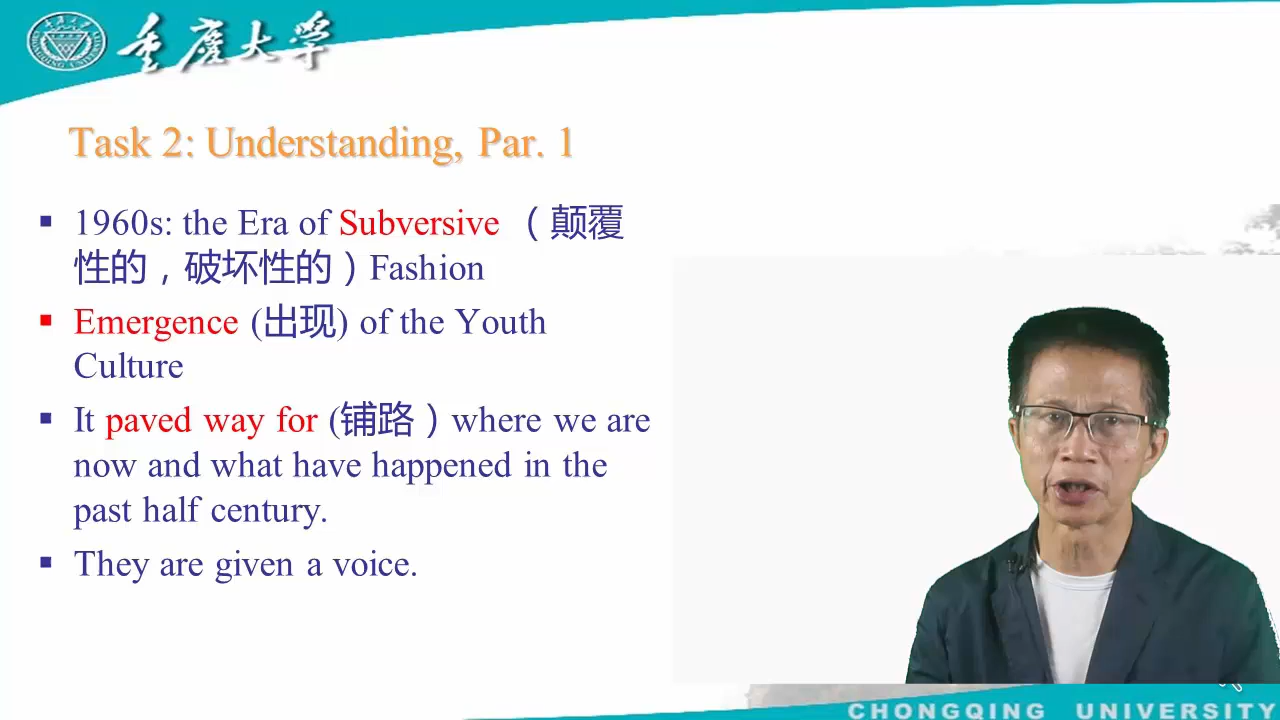 重庆大学
Task 2: Understanding, Par. 1
▪ 1960s: the Era of Subversive （颠覆
性的，破坏性的）Fashion
▪ Emergence (出现) of the Youth
Culture
▪ It paved way for (铺路）where we are
now and what have happened in the
past half century.
▪ They are given a voice.
CHONGQING UNIVERSITY